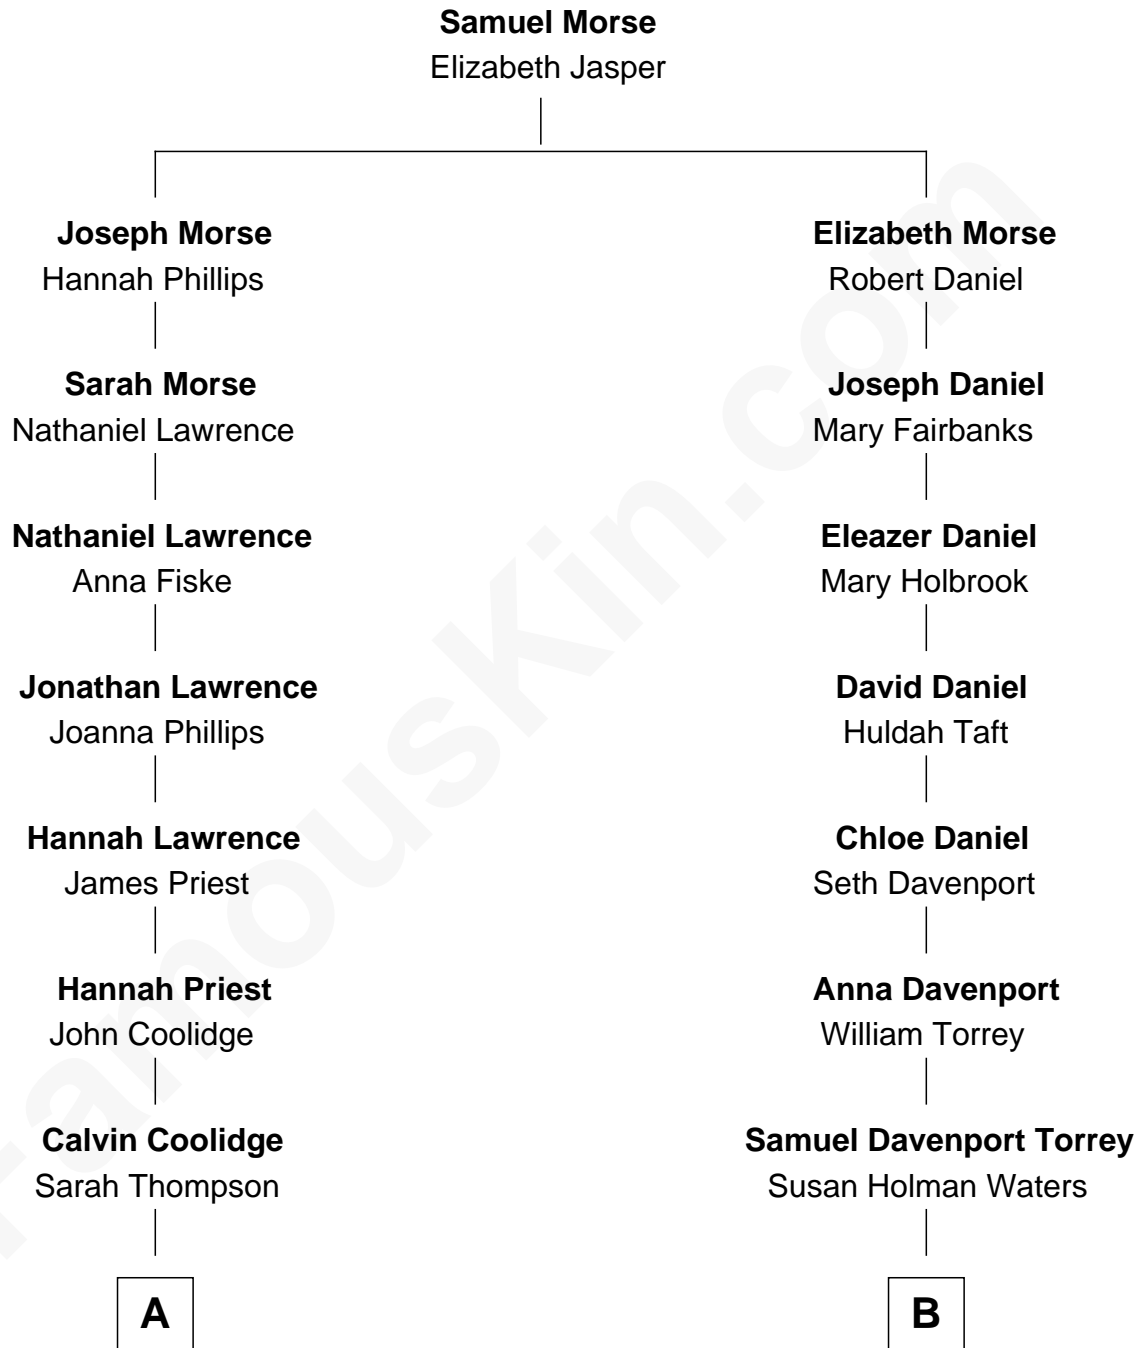 Samuel Morse
Elizabeth Jasper
Joseph Morse
Hannah Phillips
Sarah Morse
Nathaniel Lawrence
Nathaniel Lawrence
Anna Fiske
Jonathan Lawrence
Joanna Phillips
Hannah Lawrence
James Priest
Hannah Priest
John Coolidge
Calvin Coolidge
Sarah Thompson
A
Elizabeth Morse
Robert Daniel
Joseph Daniel
Mary Fairbanks
Eleazer Daniel
Mary Holbrook
David Daniel
Huldah Taft
Chloe Daniel
Seth Davenport
Anna Davenport
William Torrey
Samuel Davenport Torrey
Susan Holman Waters
B
FamousKin.com